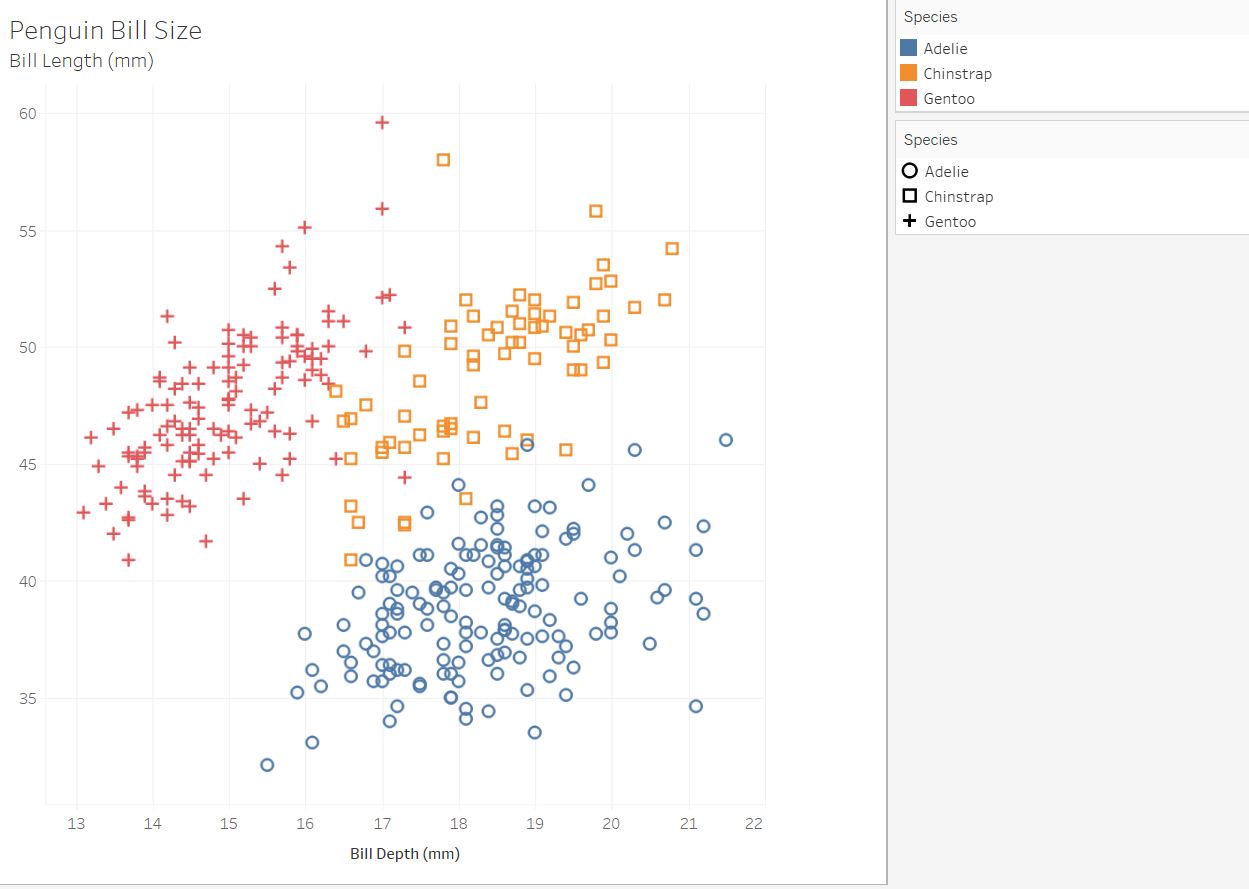 Penguin Bill Size
Bill Length (mm)
60
55
50
45
40
35
13 14 15 16 17 18 19 20 21 22
Bill Depth (mm)
Species
Adelie
Chinstrap
Gentoo
Species
Adelie
Chinstrap
Gentoo